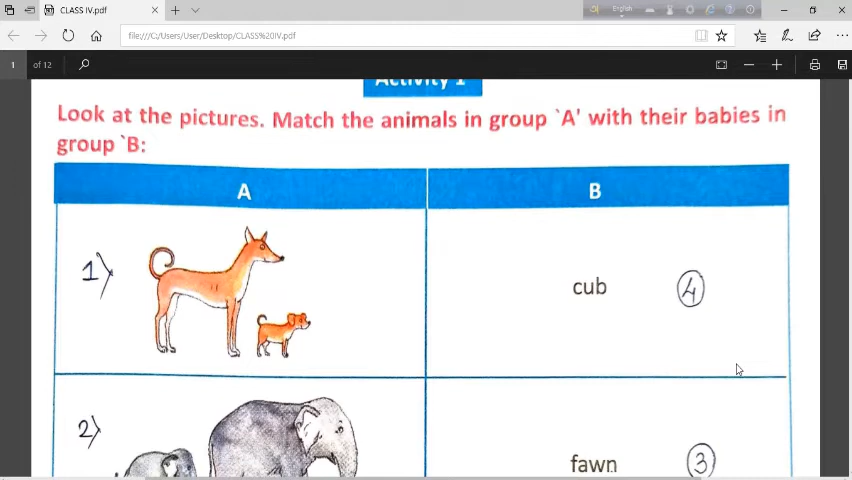 CLASS IV.pdf
English
file:///C:/Users/User/Desktop/CLASS%20IV.pdf
1 of 12
Activity 1
Look at the pictures. Match the animals in group `A' with their babies in
group `B:
A B
1)
cub 4
2)
fawn 3